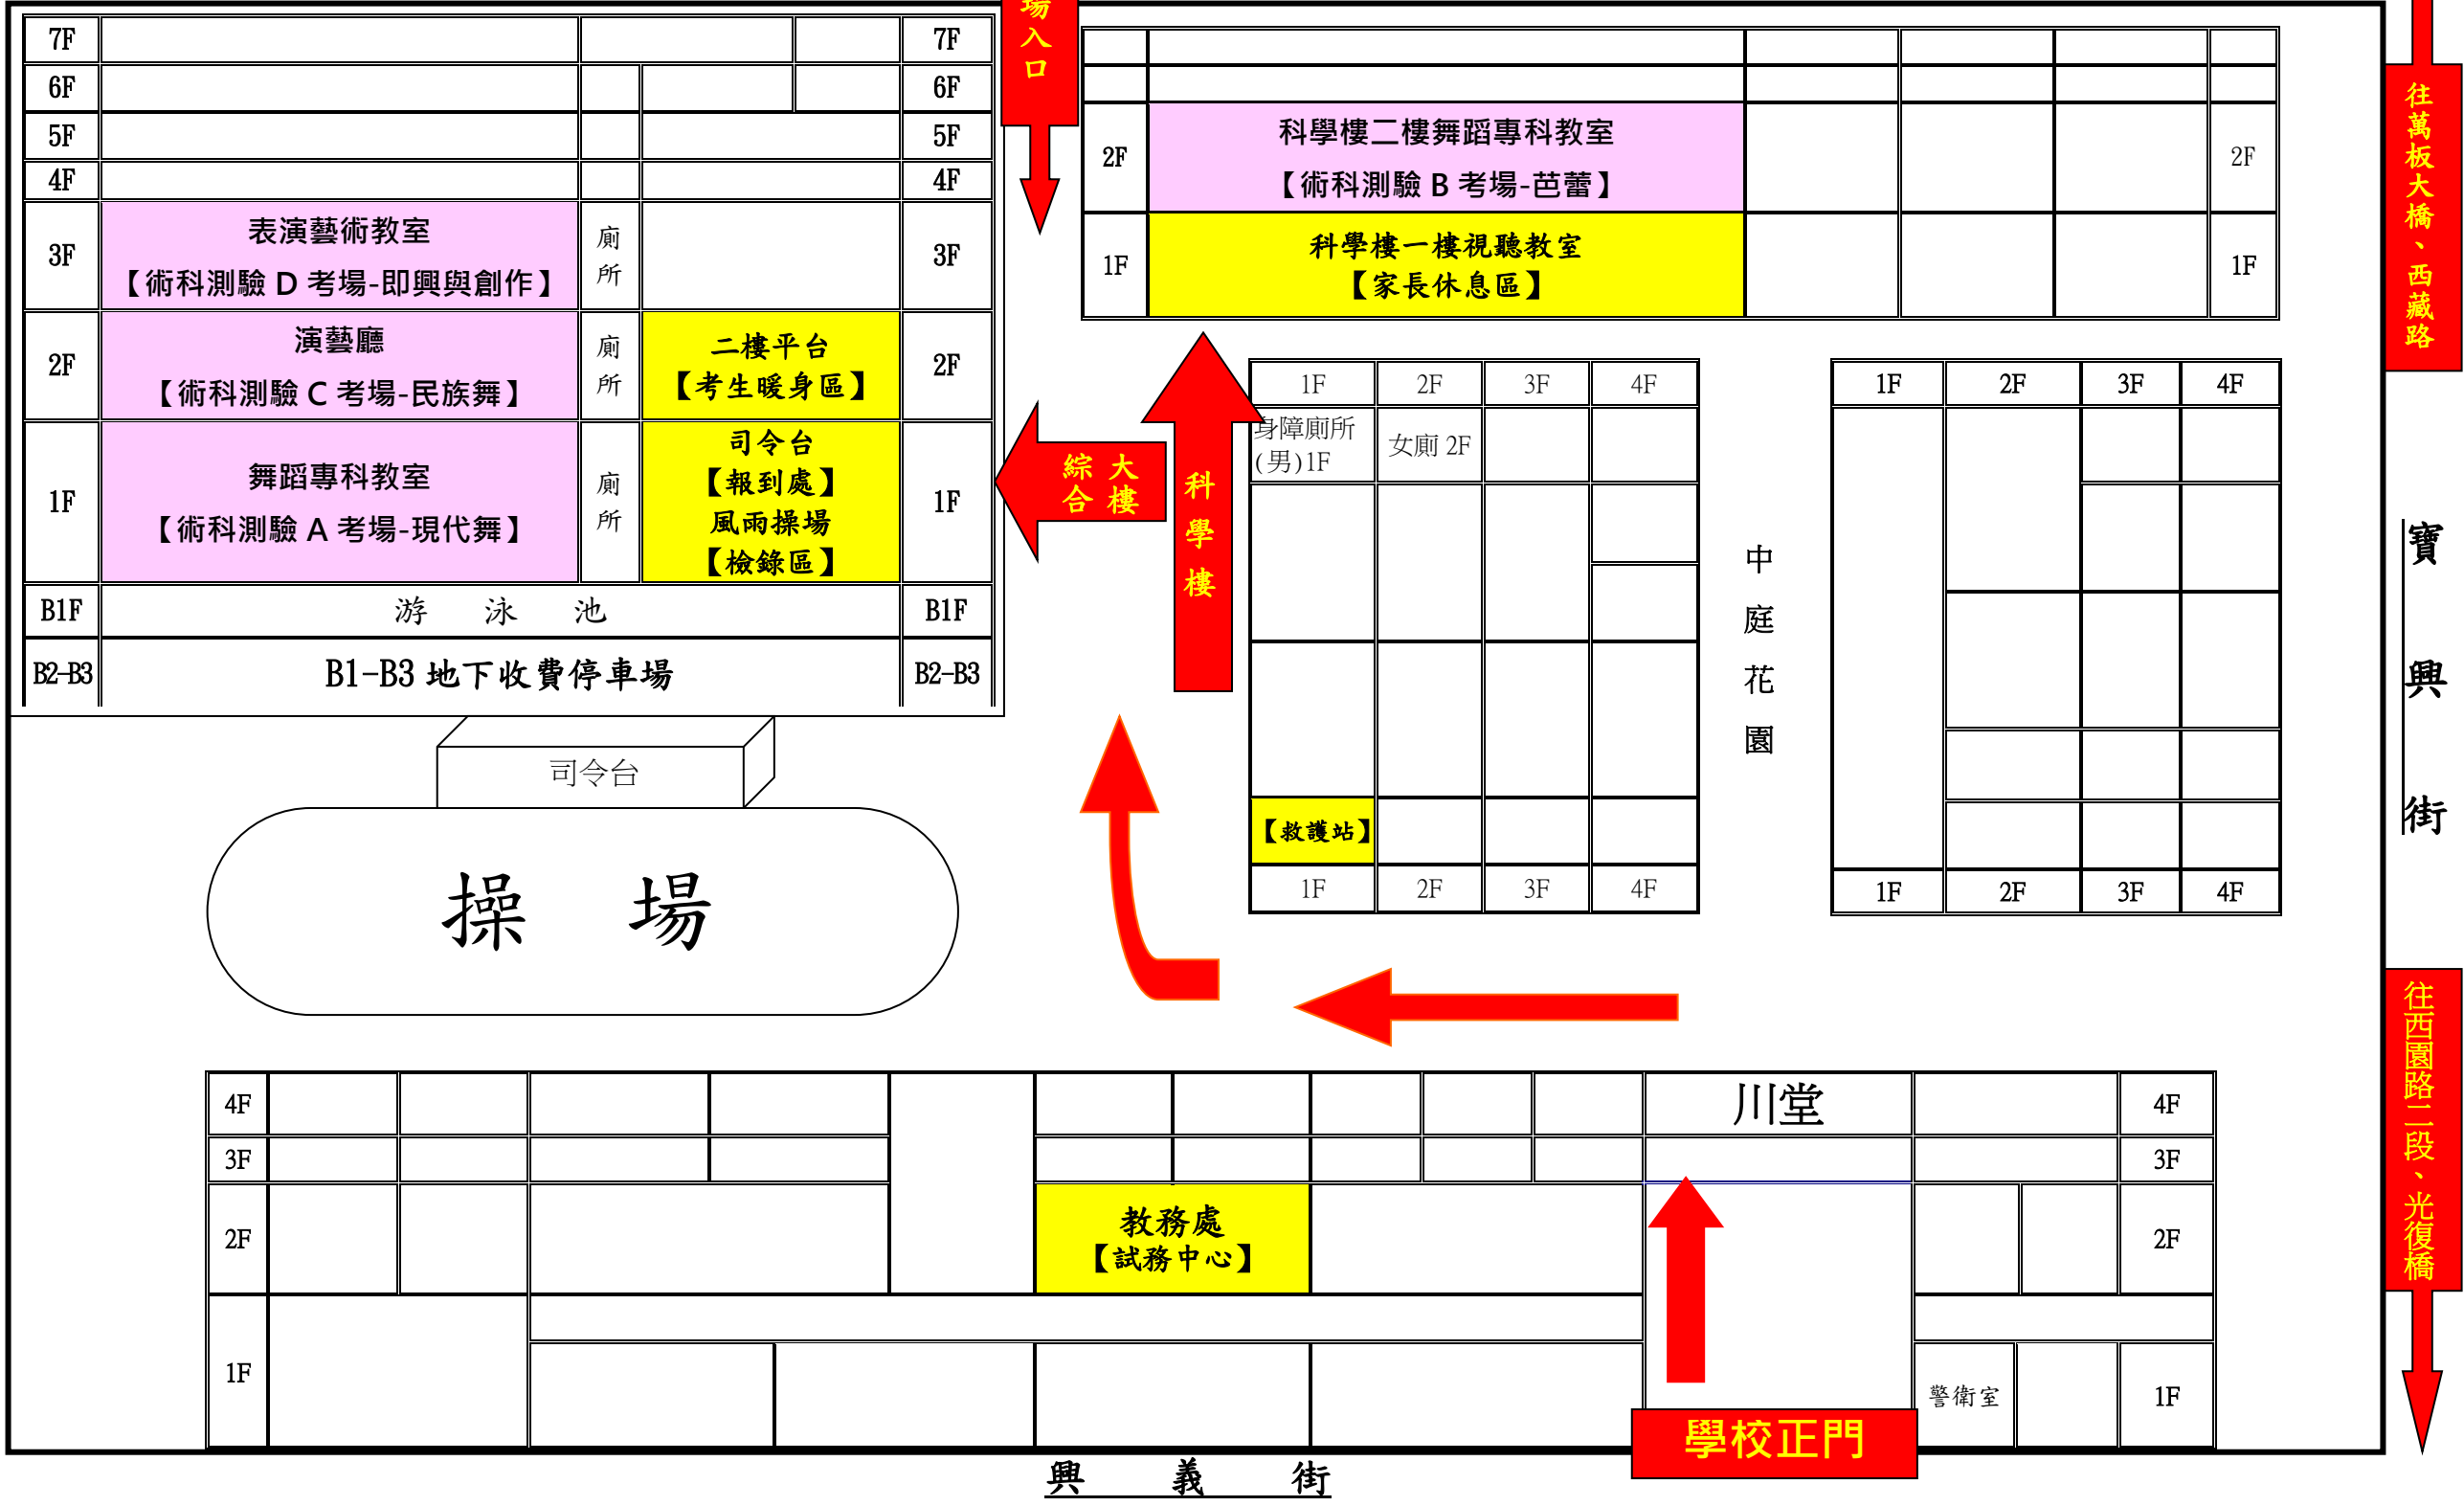 7F
7F
6F
6F
5F
5F
4F
4F
3F
表演藝術教室
【術科測驗 D 考場-即興與創作】
廁所
3F
2F
演藝廳
【術科測驗 C 考場-民族舞】
廁所
二樓平台
【考生暖身區】
2F
1F
舞蹈專科教室
【術科測驗 A 考場-現代舞】
廁所
司令台
【報到處】
風雨操場
【檢錄區】
1F
B1F
游 泳 池
B1F
B2-B3
B1-B3 地下收費停車場
B2-B3
場入口
2F
科學樓二樓舞蹈專科教室
【術科測驗 B 考場-芭蕾】
2F
1F
科學樓一樓視聽教室
【家長休息區】
1F
往萬板大橋、西藏路
綜合大樓
科學樓
1F 2F 3F 4F
身障廁所
(男)1F
女廁 2F
【救護站】
1F 2F 3F 4F
中庭花園
1F 2F 3F 4F
1F 2F 3F 4F
寶興街
司令台
操 場
往西園路二段、光復橋
4F
川堂
4F
3F
3F
2F
教務處
【試務中心】
2F
1F
警衛室
1F
學校正門
興 義 街